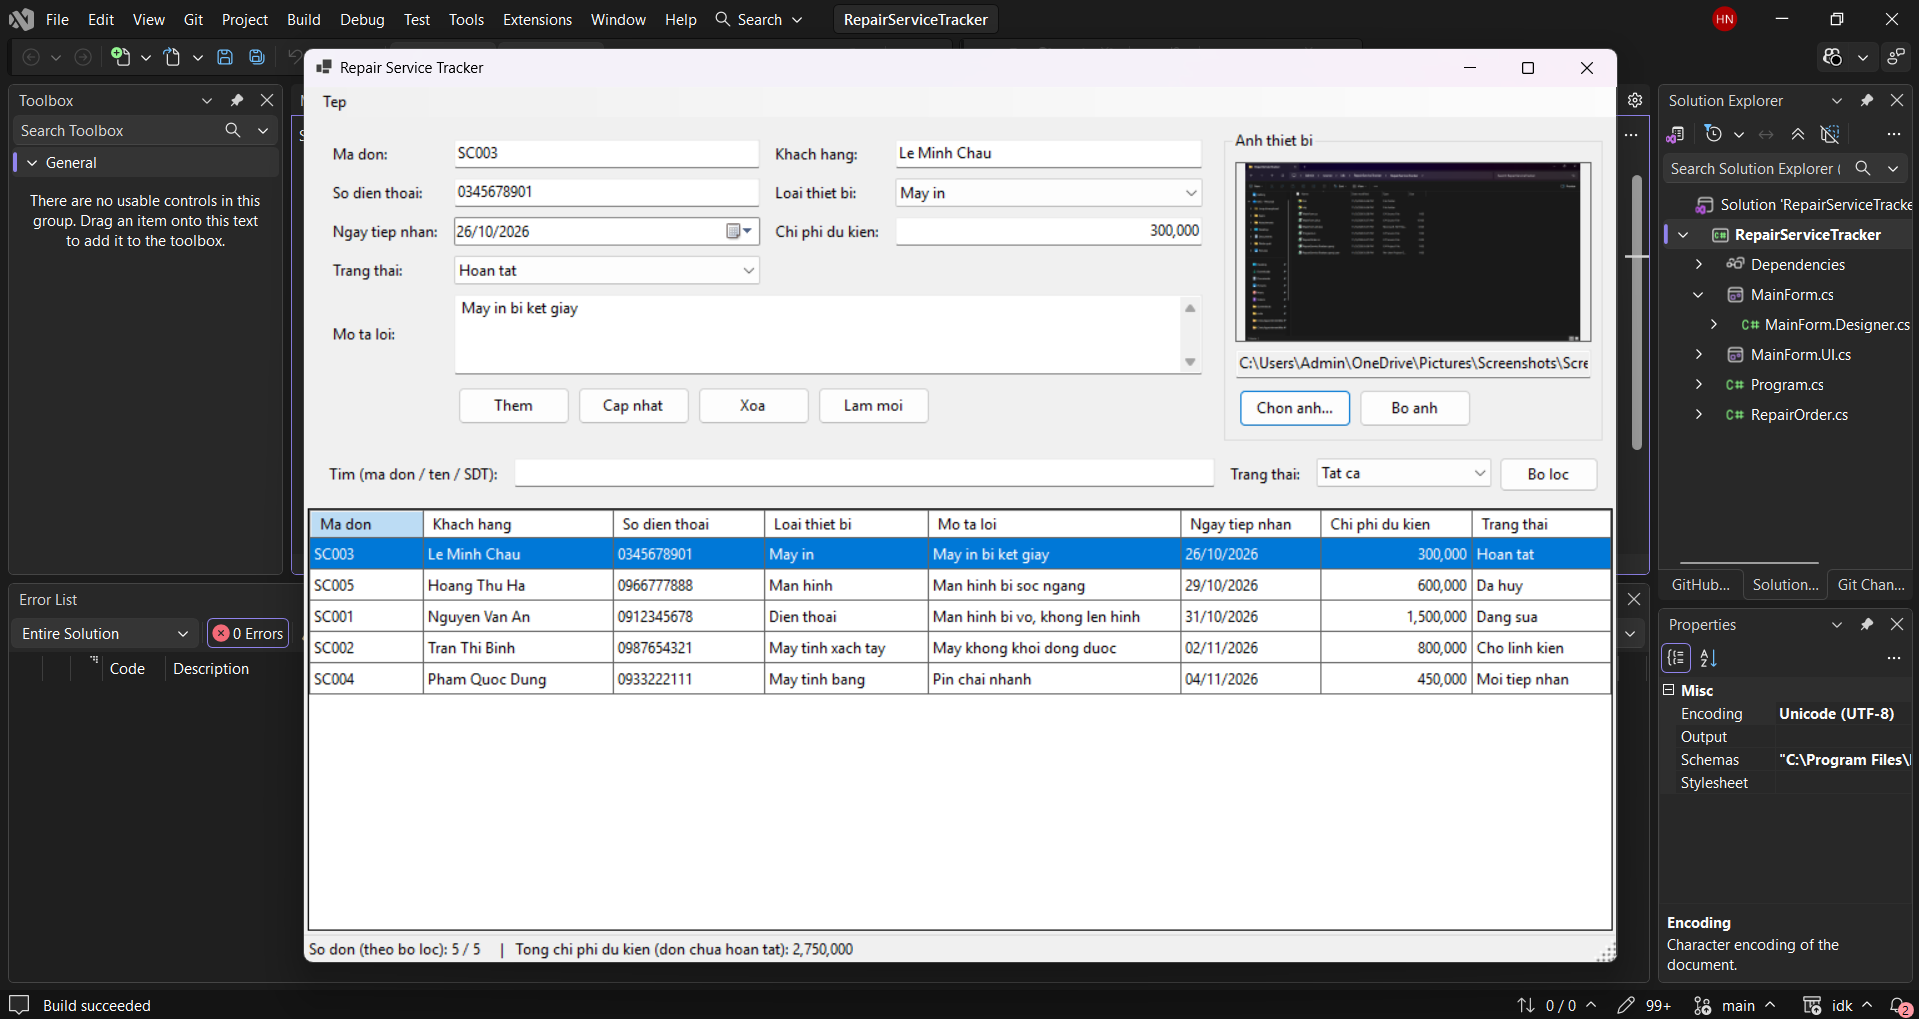 File Edit View Git Project Build Debug Test Tools Extensions Window Help Search RepairServiceTracker HN
Toolbox
Search Toolbox
General
There are no usable controls in this
group. Drag an item onto this text
to add it to the toolbox.
Repair Service Tracker
Tep
Ma don: SC003 Khach hang: Le Minh Chau
So dien thoai: 0345678901 Loai thiet bi: May in
Ngay tiep nhan: 26/10/2026 Chi phi du kien: 300,000
Trang thai: Hoan tat
Mo ta loi: May in bi ket giay
Them Cap nhat Xoa Lam moi
Anh thiet bi
C:\Users\Admin\OneDrive\Pictures\Screenshots\Scre
Chon anh... Bo anh
Tim (ma don / ten / SDT): Trang thai: Tat ca Bo loc
Ma don Khach hang So dien thoai Loai thiet bi Mo ta loi Ngay tiep nhan Chi phi du kien Trang thai
SC003 Le Minh Chau 0345678901 May in May in bi ket giay 26/10/2026 300,000 Hoan tat
SC005 Hoang Thu Ha 0966777888 Man hinh Man hinh bi soc ngang 29/10/2026 600,000 Da huy
SC001 Nguyen Van An 0912345678 Dien thoai Man hinh bi vo, khong len hinh 31/10/2026 1,500,000 Dang sua
SC002 Tran Thi Binh 0987654321 May tinh xach tay May khong khoi dong duoc 02/11/2026 800,000 Cho linh kien
SC004 Pham Quoc Dung 0933222111 May tinh bang Pin chai nhanh 04/11/2026 450,000 Moi tiep nhan
So don (theo bo loc): 5 / 5 | Tong chi phi du kien (don chua hoan tat): 2,750,000
Error List
Entire Solution 0 Errors
Code Description
Solution Explorer
Search Solution Explorer (
Solution 'RepairServiceTracke
RepairServiceTracker
Dependencies
MainForm.cs
C# MainForm.Designer.cs
MainForm.UI.cs
C# Program.cs
C# RepairOrder.cs
GitHub... Solution... Git Chan...
Properties
Misc
Encoding Unicode (UTF-8)
Output
Schemas "C:\Program Files\
Stylesheet
Encoding
Character encoding of the
document.
Build succeeded 0 / 0 99+ main idk 2